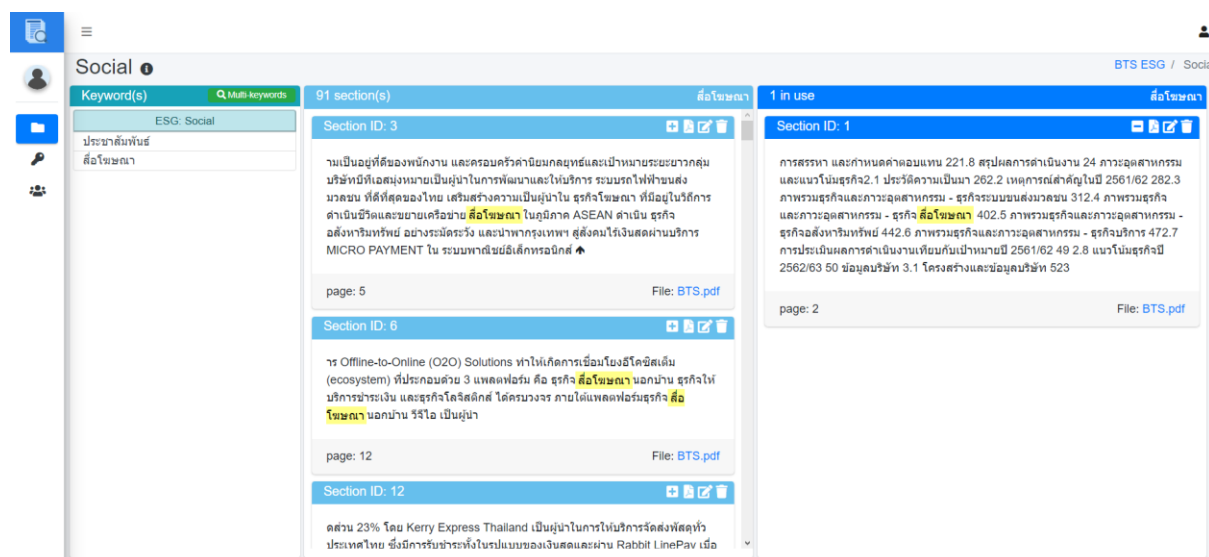 Social
BTS ESG / Socia
Keyword(s)
Multi-keywords
ESG: Social
ประชาสัมพันธ์
สื่อโฆษณา
91 section(s)
สื่อโฆษณา
Section ID: 3
ามเป็นอยู่ที่ดีของพนักงาน และครอบครัวค่านิยมกลยุทธ์และเป้าหมายระยะยาวกลุ่ม
บริษัทบีทีเอสมุ่งหมายเป็นผู้นำในการพัฒนาและให้บริการ ระบบรถไฟฟ้าขนส่ง
มวลชน ที่ดีที่สุดของไทย เสริมสร้างความเป็นผู้นำใน ธุรกิจโฆษณา ที่มีอยู่ในวิถีการ
ดำเนินชีวิตและขยายเครือข่าย สื่อโฆษณา ในภูมิภาค ASEAN ดำเนิน ธุรกิจ
อสังหาริมทรัพย์ อย่างระมัดระวัง และนำพากรุงเทพฯ สู่สังคมไร้เงินสดผ่านบริการ
MICRO PAYMENT ใน ระบบพาณิชย์อิเล็กทรอนิกส์
page: 5
File: BTS.pdf
Section ID: 6
าร Offline-to-Online (O2O) Solutions ทำให้เกิดการเชื่อมโยงอีโคซิสเต็ม
(ecosystem) ที่ประกอบด้วย 3 แพลตฟอร์ม คือ ธุรกิจ สื่อโฆษณา นอกบ้าน ธุรกิจให้
บริการชำระเงิน และธุรกิจโลจิสติกส์ ได้ครบวงจร ภายใต้แพลตฟอร์มธุรกิจ สื่อ
โฆษณา นอกบ้าน วีจีไอ เป็นผู้นำ
page: 12
File: BTS.pdf
Section ID: 12
ดส่วน 23% โดย Kerry Express Thailand เป็นผู้นำในการให้บริการจัดส่งพัสดุทั่ว
ประเทศไทย ซึ่งมีการรับชำระทั้งในรูปแบบของเงินสดและผ่าน Rabbit LinePay เมื่อ
1 in use
สื่อโฆษณา
Section ID: 1
การสรรหา และกำหนดค่าตอบแทน 221.8 สรุปผลการดำเนินงาน 24 ภาวะอุตสาหกรรม
และแนวโน้มธุรกิจ2.1 ประวัติความเป็นมา 262.2 เหตุการณ์สำคัญในปี 2561/62 282.3
ภาพรวมธุรกิจและภาวะอุตสาหกรรม - ธุรกิจระบบขนส่งมวลชน 312.4 ภาพรวมธุรกิจ
และภาวะอุตสาหกรรม - ธุรกิจ สื่อโฆษณา 402.5 ภาพรวมธุรกิจและภาวะอุตสาหกรรม -
ธุรกิจอสังหาริมทรัพย์ 442.6 ภาพรวมธุรกิจและภาวะอุตสาหกรรม - ธุรกิจบริการ 472.7
การประเมินผลการดำเนินงานเทียบกับเป้าหมายปี 2561/62 49 2.8 แนวโน้มธุรกิจปี
2562/63 50 ข้อมูลบริษัท 3.1 โครงสร้างและข้อมูลบริษัท 523
page: 2
File: BTS.pdf